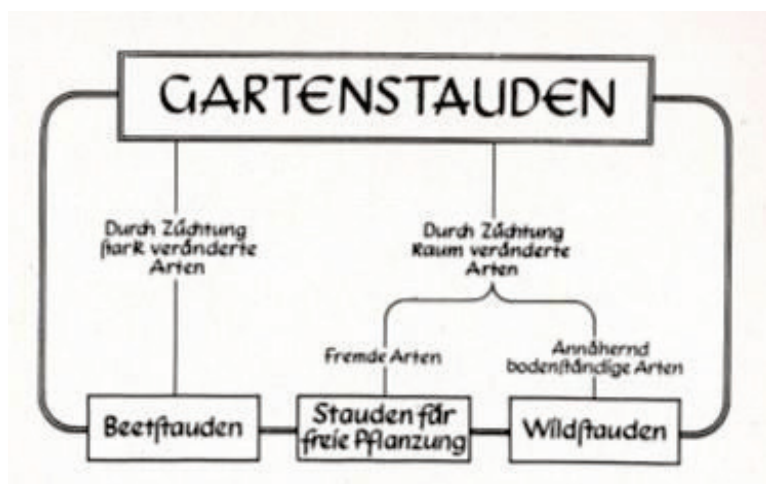 GARTENSTAUDEN
Durch Züchtung
stark veränderte
Arten
Durch Züchtung
Raum veränderte
Arten
Fremde Arten
Annähernd
bodenständige Arten
Beetstauden
Stauden für
freie Pflanzung
Wildstauden